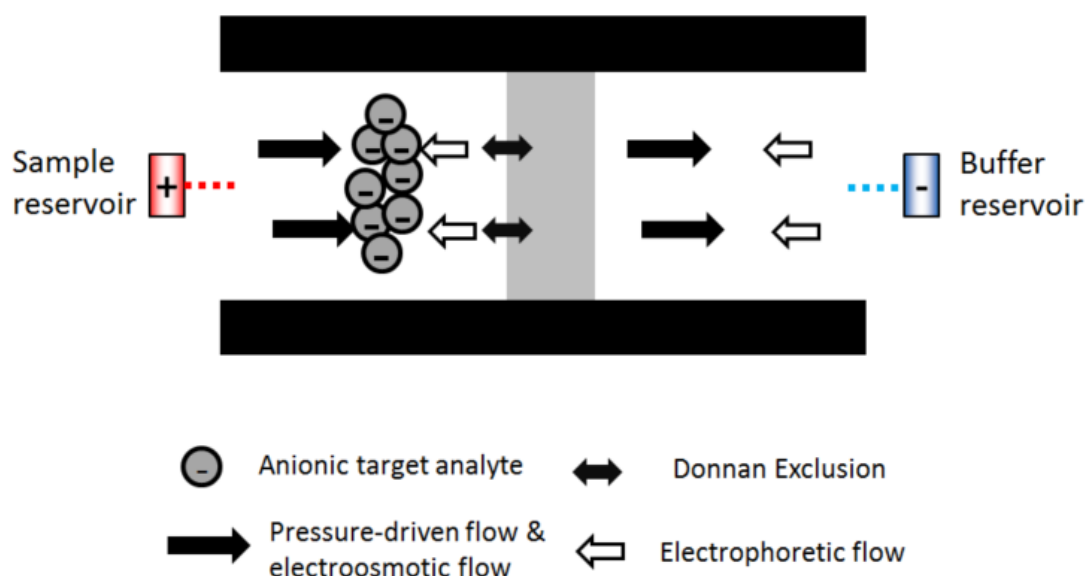 Sample
reservoir
+
-
Buffer
reservoir
- - - - - - - -
- Anionic target analyte
Donnan Exclusion
Pressure-driven flow &
electroosmotic flow
Electrophoretic flow